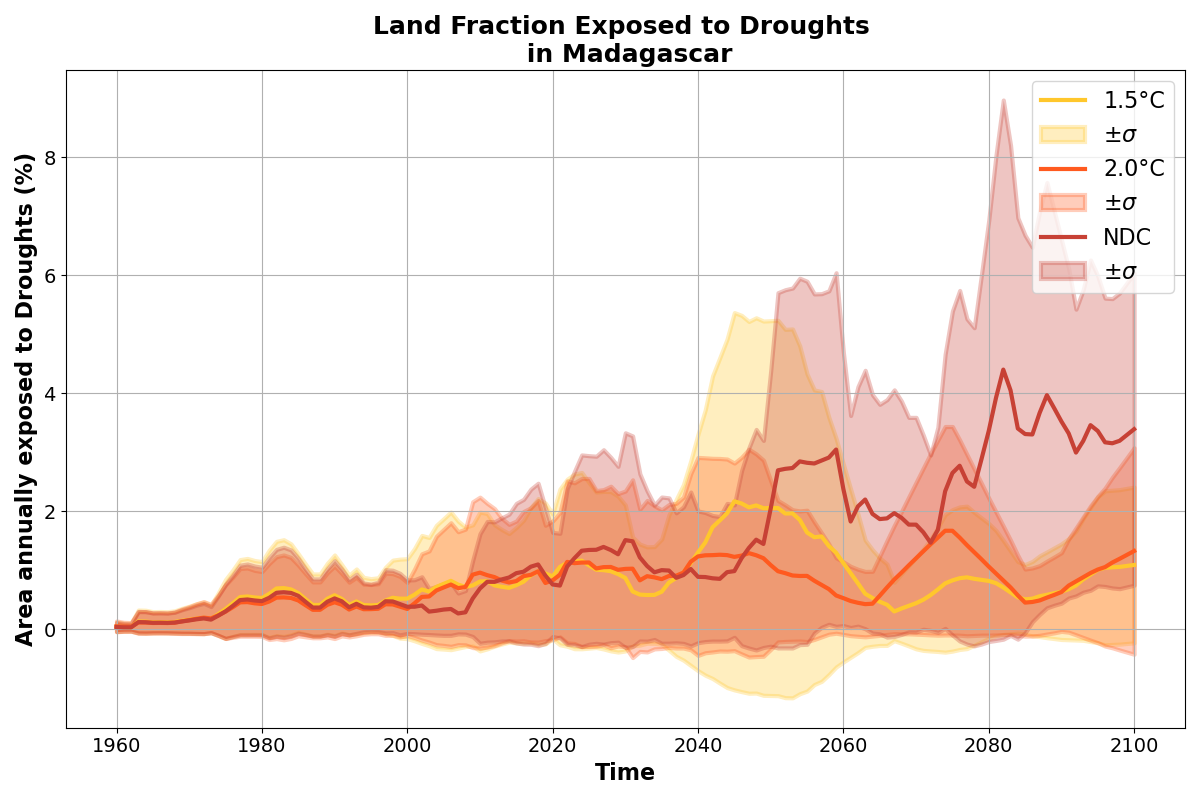 Land Fraction Exposed to Droughts
in Madagascar
Area annually exposed to Droughts (%)
8
6
4
2
0
1960 1980 2000 2020 2040 2060 2080 2100
Time
1.5°C
±σ
2.0°C
±σ
NDC
±σ